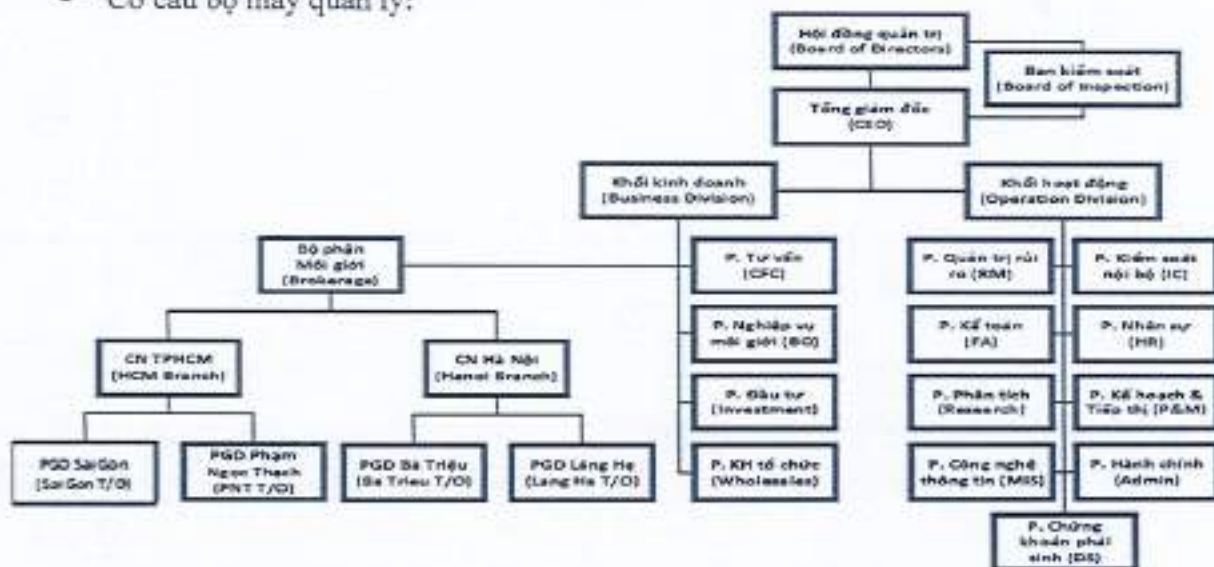 Cơ cấu bộ máy quản lý:
Hội đồng quản trị
(Board of Directors)
Ban kiểm soát
(Board of Inspection)
Tổng giám đốc
(CEO)
Khối kinh doanh
(Business Division)
Khối hoạt động
(Operation Division)
Bộ phận
Môi giới
(Brokerage)
P. Tư vấn
(CFC)
P. Quản trị rủi
ro (RM)
P. Kiểm soát
nội bộ (IC)
P. Nghiệp vụ
môi giới (BO)
P. Kế toán
(FA)
P. Nhân sự
(HR)
CN TPHCM
(HCM Branch)
CN Hà Nội
(Hanoi Branch)
P. Đầu tư
(Investment)
P. Phân tích
(Research)
P. Kế hoạch &
Tiếp thị (P&M)
PGD SaiGon
(SaiGon T/O)
PGD Phạm
Ngọc Thạch
(PNT T/O)
PGD Bà Triệu
(Ba Trieu T/O)
PGD Láng Hạ
(Lang Ha T/O)
P. KH tổ chức
(Wholesales)
P. Công nghệ
thông tin (MIS)
P. Hành chính
(Admin)
P. Chứng
khoán phái
sinh (DS)